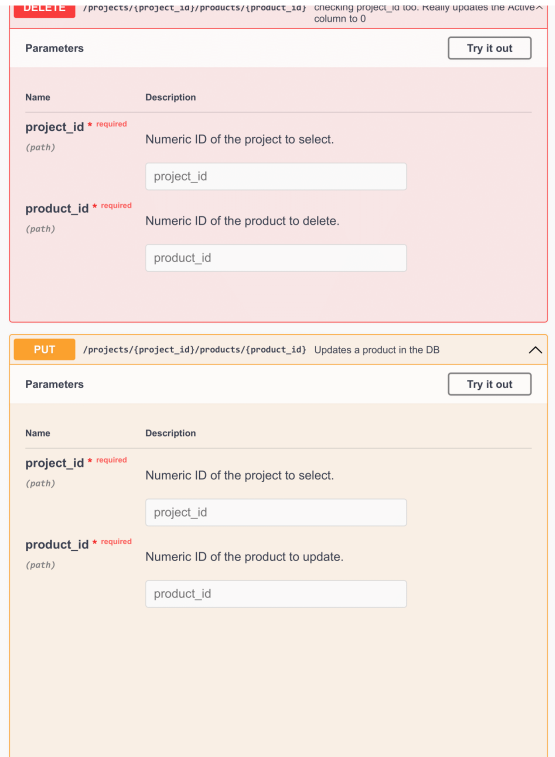 DELETE /projects/{project_id}/products/{product_id} checking project_id too. Really updates the Active
column to 0
Parameters Try it out
Name Description
project_id * required
(path)
Numeric ID of the project to select.
project_id
product_id * required
(path)
Numeric ID of the product to delete.
product_id
PUT /projects/{project_id}/products/{product_id} Updates a product in the DB
Parameters Try it out
Name Description
project_id * required
(path)
Numeric ID of the project to select.
project_id
product_id * required
(path)
Numeric ID of the product to update.
product_id